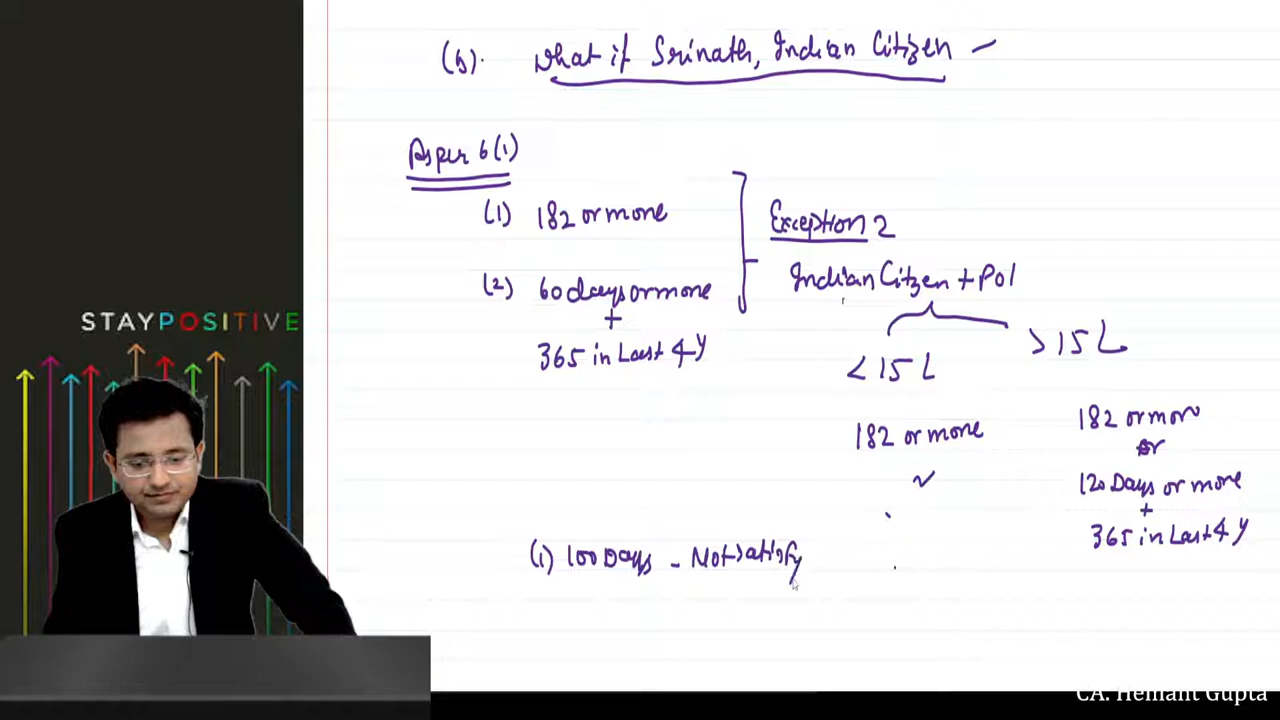 (b). What if Srinath, Indian Citizen –
As per 6(1)
(1) 182 or more
(2) 60 days or more
+
365 in Last 4Y
Exception 2
Indian Citizen + PoI
< 15 L
> 15 L
182 or more
182 or more
or
120 Days or more
+
365 in Last 4Y
(1) 100 Days - Not satisfy
STAYPOSITIVE
CA. Hemant Gupta